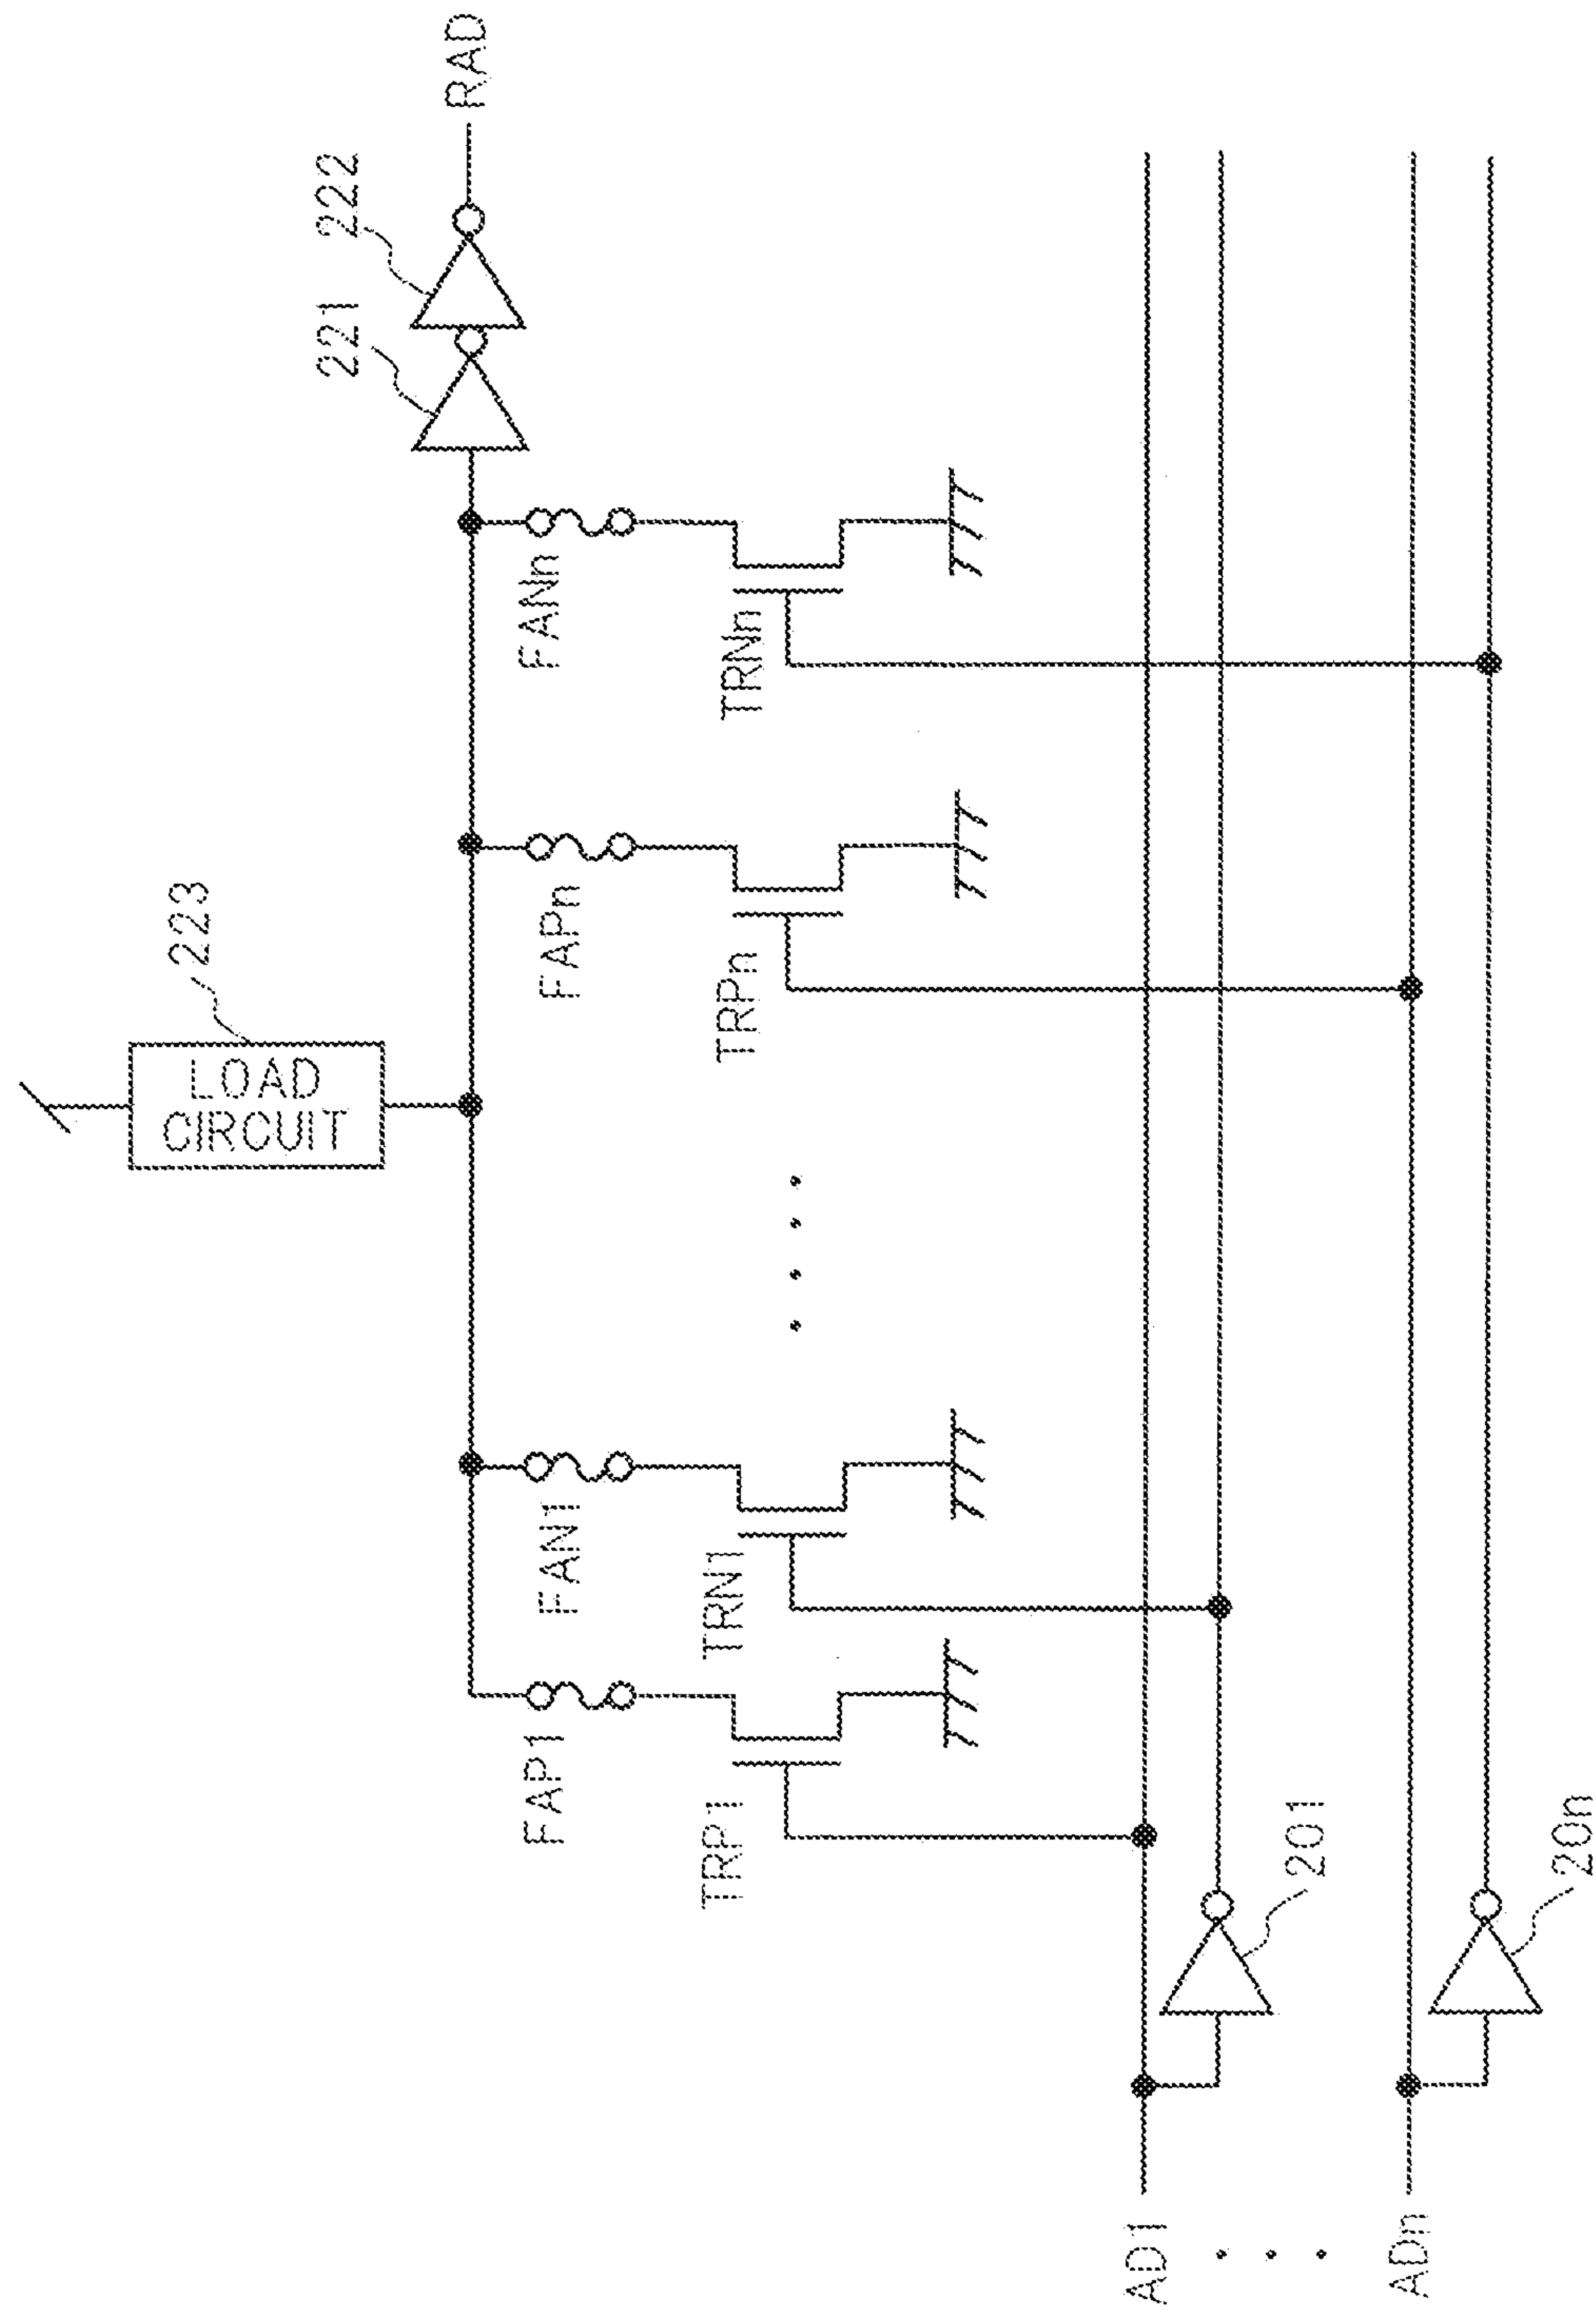 LOAD
CIRCUIT
223
221
222
RAD
FAP1
FAN1
FAPn
FANn
TRP1
TRN1
TRPn
TRNn
AD1
201
ADn
20n